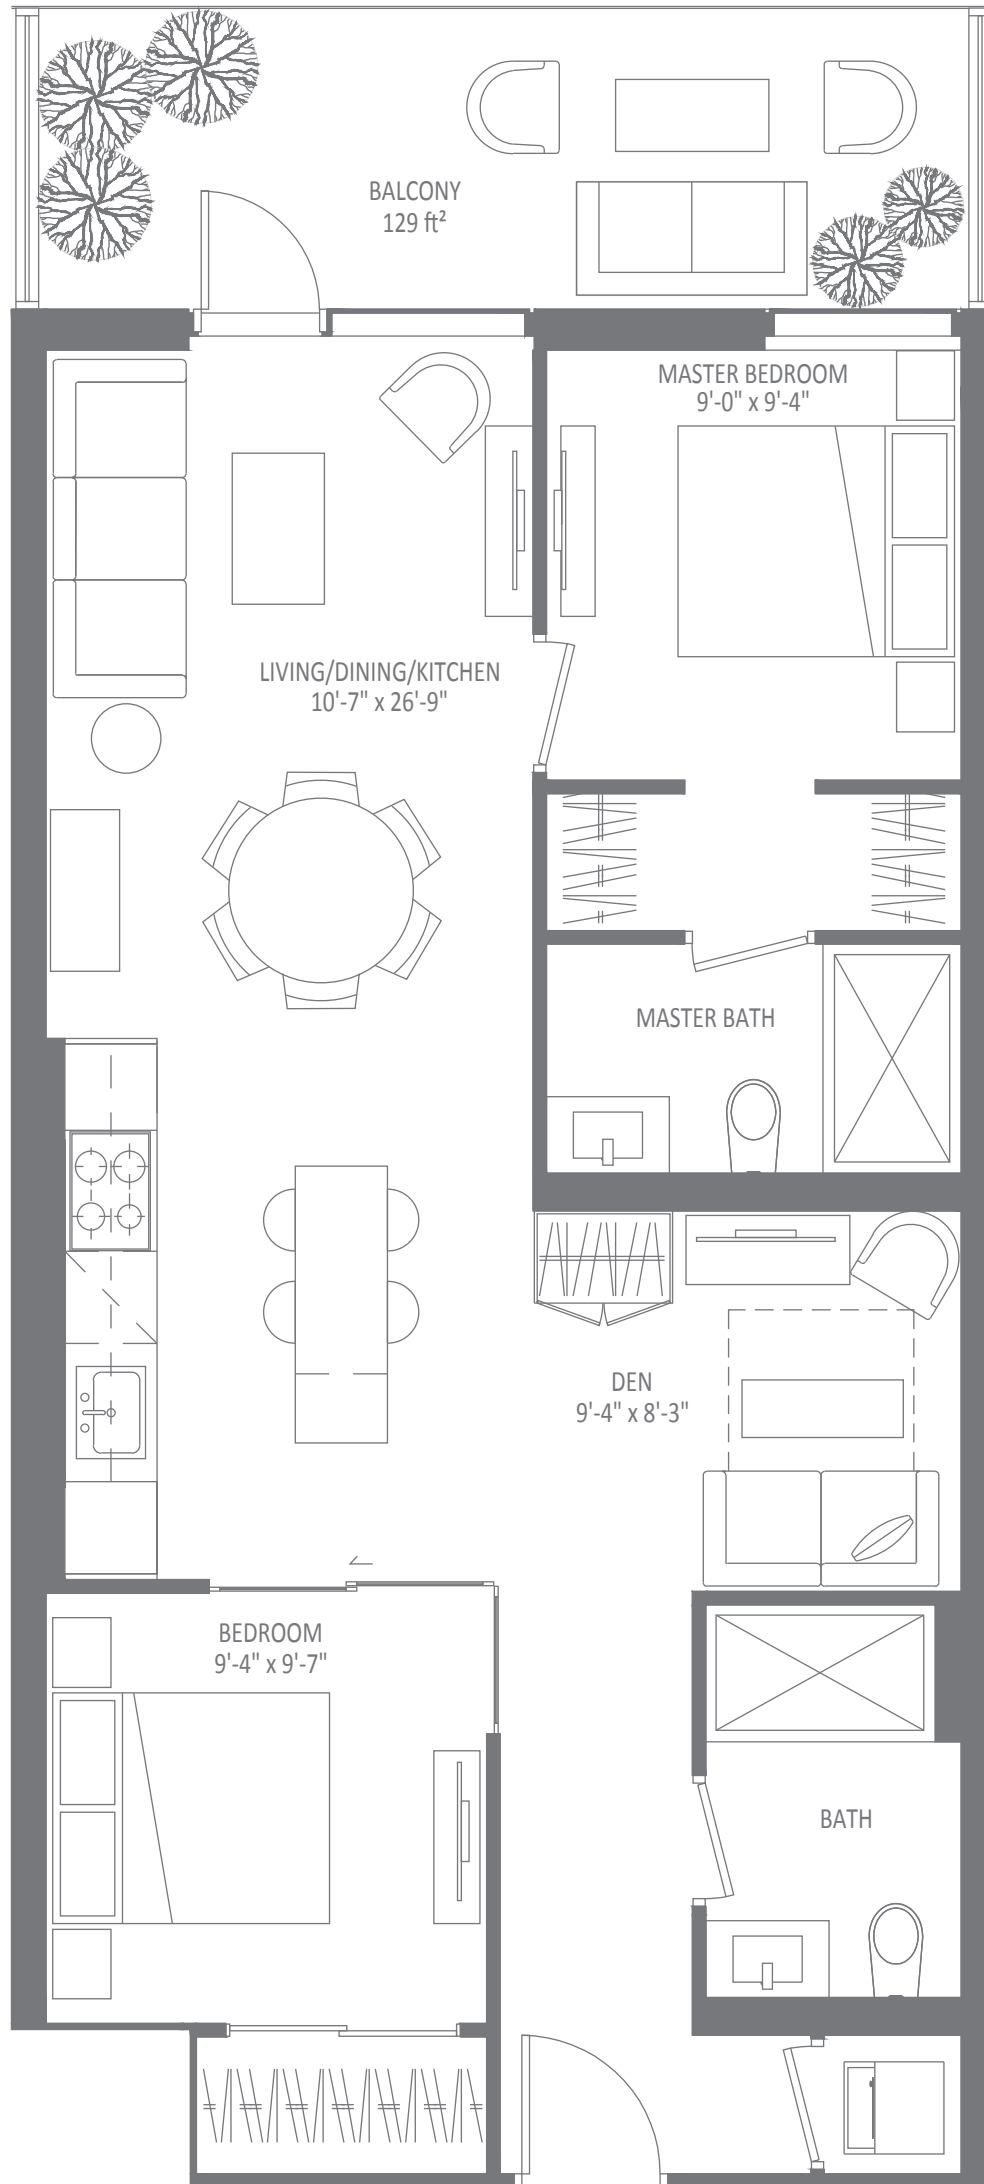 BALCONY
129 ft²
MASTER BEDROOM
9'-0" x 9'-4"
LIVING/DINING/KITCHEN
10'-7" x 26'-9"
MASTER BATH
DEN
9'-4" x 8'-3"
BEDROOM
9'-4" x 9'-7"
BATH